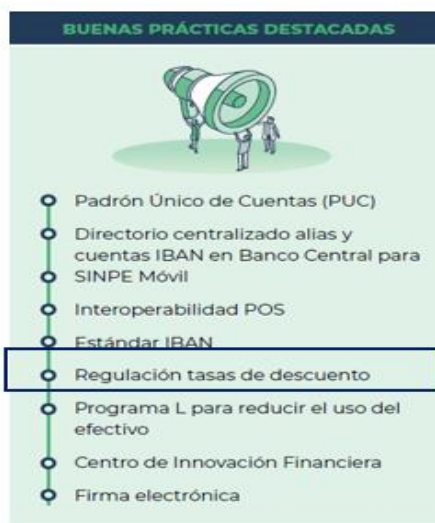 BUENAS PRÁCTICAS DESTACADAS
Padrón Único de Cuentas (PUC)
Directorio centralizado alias y
cuentas IBAN en Banco Central para
SINPE Móvil
Interoperabilidad POS
Estándar IBAN
Regulación tasas de descuento
Programa L para reducir el uso del
efectivo
Centro de Innovación Financiera
Firma electrónica